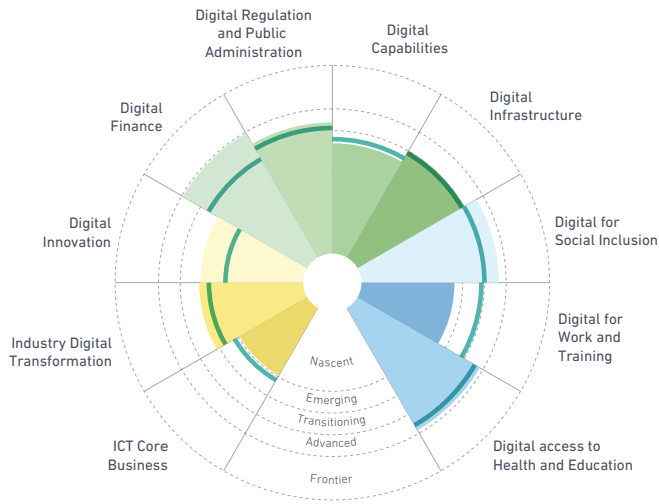 Digital Regulation
and Public
Administration
Digital
Capabilities
Digital
Infrastructure
Digital
Finance
Digital
Innovation
Digital for
Social Inclusion
Industry Digital
Transformation
Digital for
Work and
Training
ICT Core
Business
Digital access to
Health and Education
Nascent
Emerging
Transitioning
Advanced
Frontier